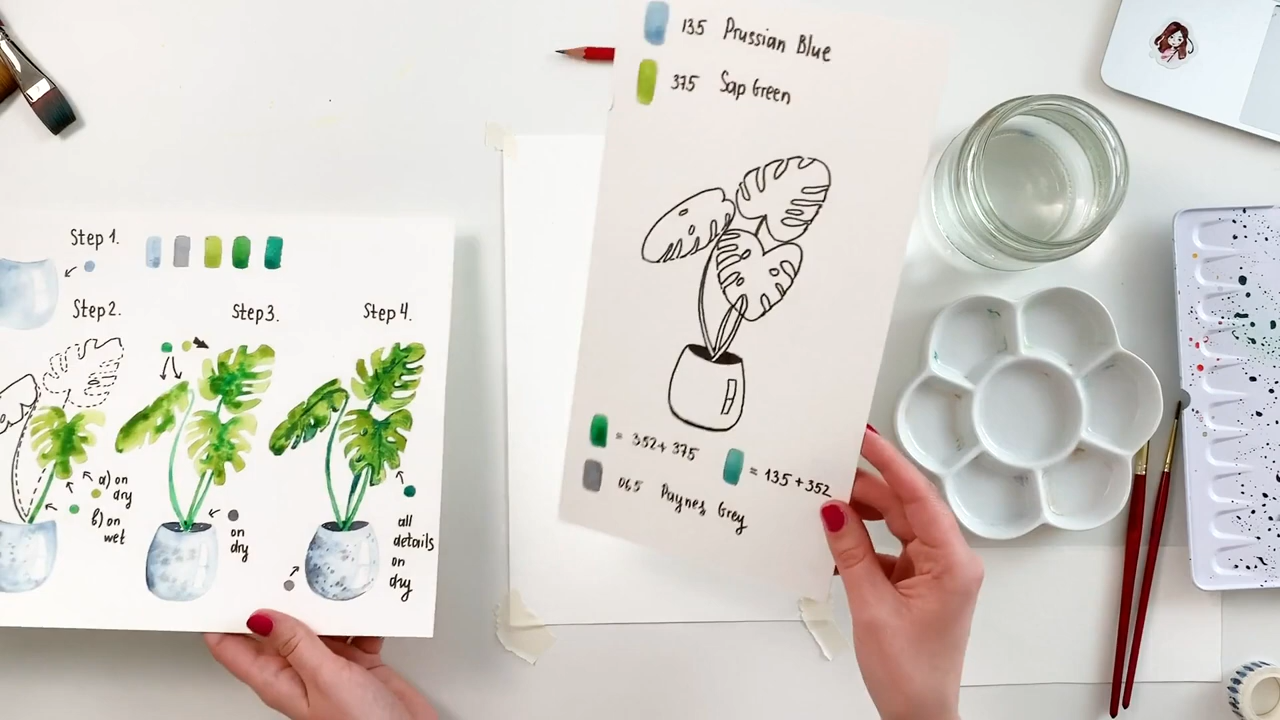 Step 1.
Step 2.
Step 3.
Step 4.
a) on
dry
b) on
wet
on
dry
all
details
on
dry
135 Prussian Blue
375 Sap Green
= 352+375
= 135+352
065 Paynes Grey